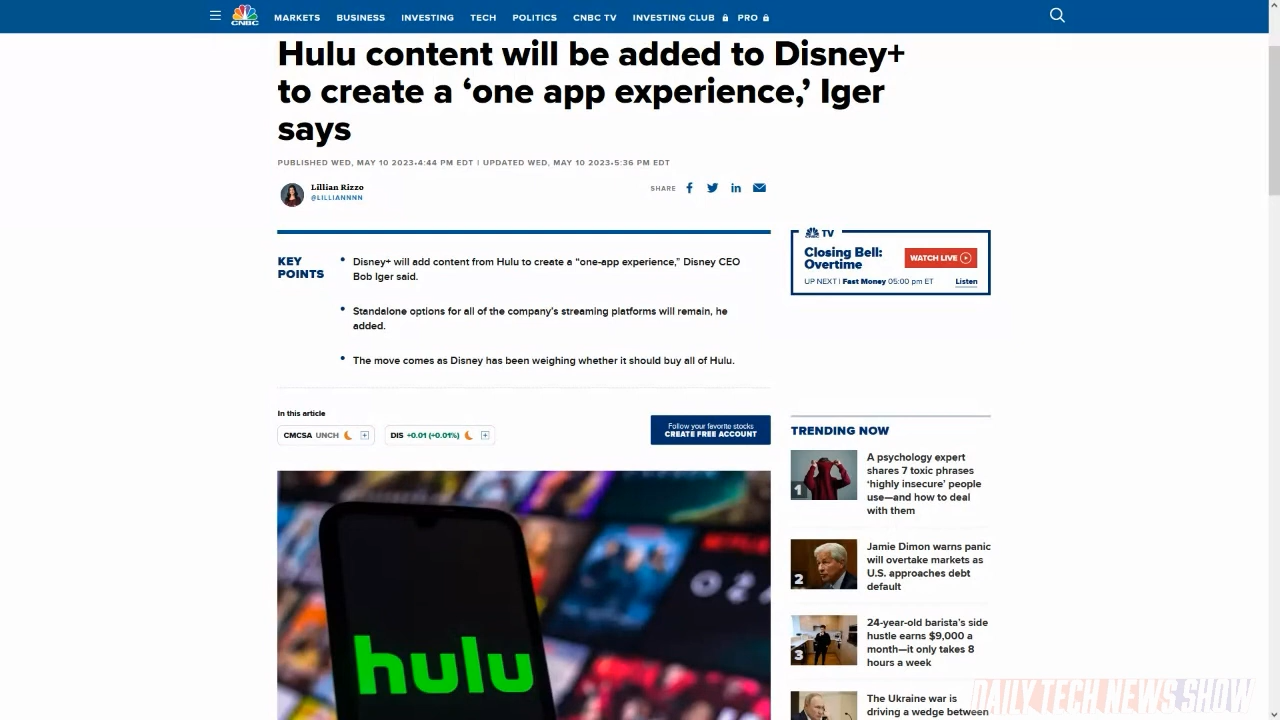 CNBC
MARKETS BUSINESS INVESTING TECH POLITICS CNBC TV INVESTING CLUB PRO
Hulu content will be added to Disney+
to create a ‘one app experience,’ Iger
says
PUBLISHED WED, MAY 10 2023•4:44 PM EDT | UPDATED WED, MAY 10 2023•5:36 PM EDT
Lillian Rizzo
@LILLIANNNN
SHARE
KEY
POINTS
• Disney+ will add content from Hulu to create a “one-app experience,” Disney CEO
Bob Iger said.
• Standalone options for all of the company’s streaming platforms will remain, he
added.
• The move comes as Disney has been weighing whether it should buy all of Hulu.
CNBC TV
Closing Bell:
Overtime
WATCH LIVE
UP NEXT | Fast Money 05:00 pm ET
Listen
In this article
CMCSA UNCH
DIS +0.01 (+0.01%)
Follow your favorite stocks
CREATE FREE ACCOUNT
hulu
TRENDING NOW
1
A psychology expert
shares 7 toxic phrases
‘highly insecure’ people
use—and how to deal
with them
2
Jamie Dimon warns panic
will overtake markets as
U.S. approaches debt
default
3
24-year-old barista’s side
hustle earns $9,000 a
month—it only takes 8
hours a week
The Ukraine war is
driving a wedge between
DAILY TECH NEWS SHOW